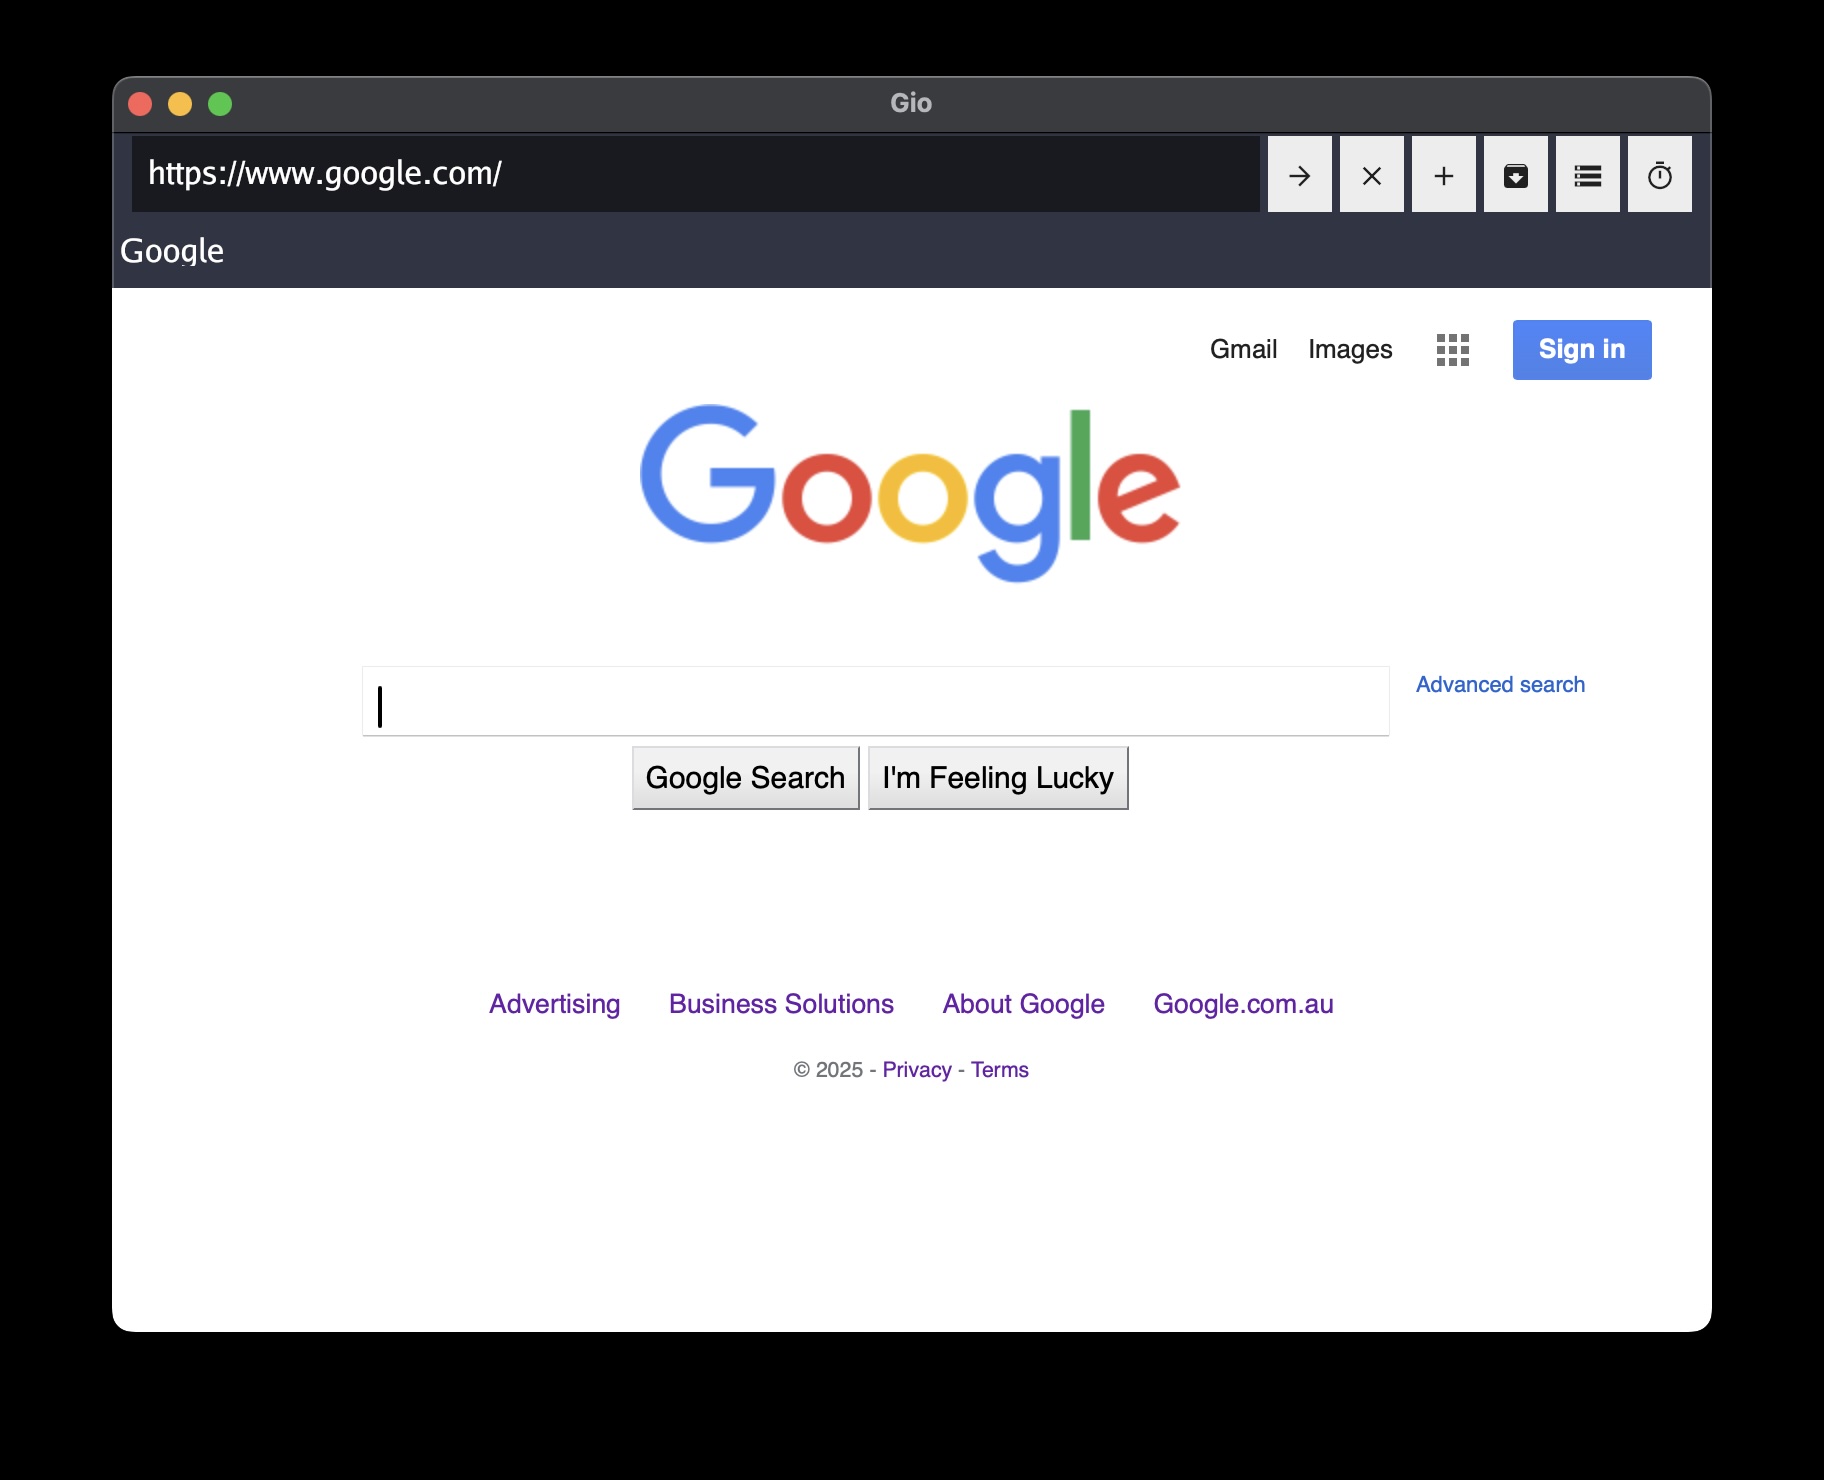 Gio
https://www.google.com/
Google
Gmail Images Sign in
Google
Advanced search
Google Search I'm Feeling Lucky
Advertising Business Solutions About Google Google.com.au
© 2025 - Privacy - Terms